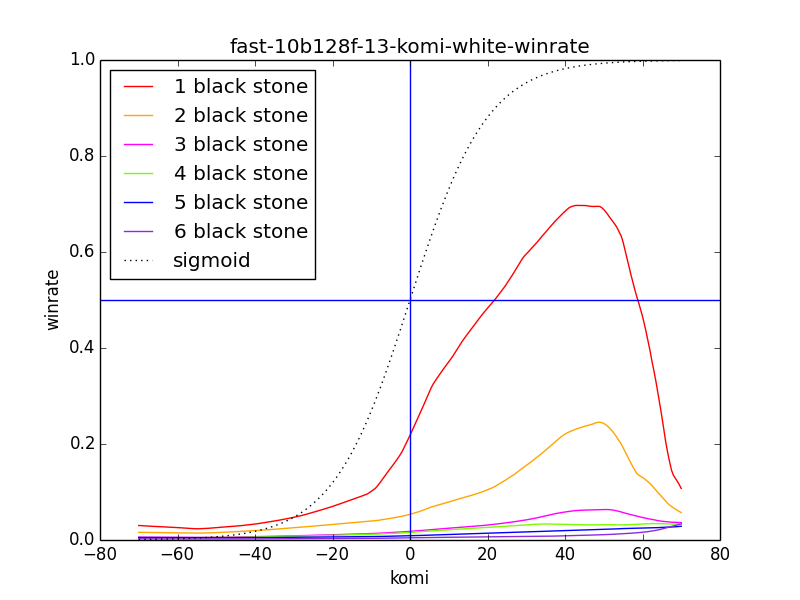 fast-10b128f-13-komi-white-winrate
1.0
0.8
0.6
0.4
0.2
0.0
winrate
1 black stone
2 black stone
3 black stone
4 black stone
5 black stone
6 black stone
sigmoid
−80 −60 −40 −20 0 20 40 60 80
komi